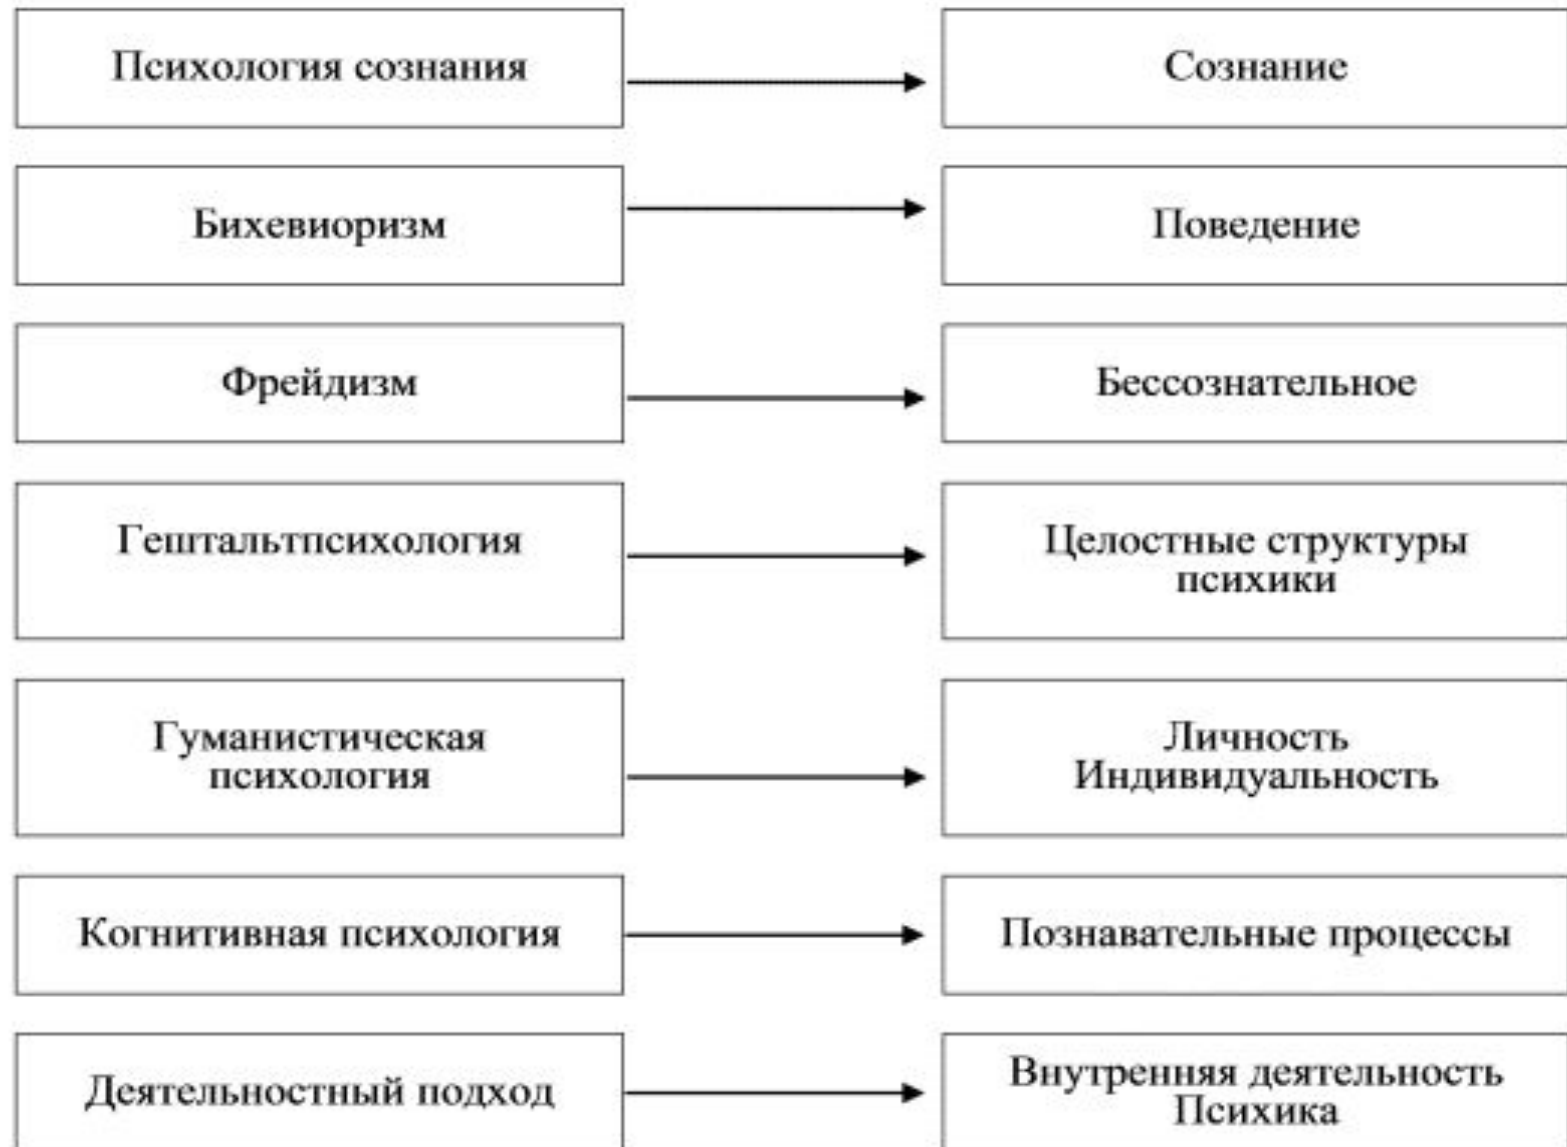 Психология сознания
Сознание
Бихевиоризм
Поведение
Фрейдизм
Бессознательное
Гештальтпсихология
Целостные структуры
психики
Гуманистическая
психология
Личность
Индивидуальность
Когнитивная психология
Познавательные процессы
Деятельностный подход
Внутренняя деятельность
Психика